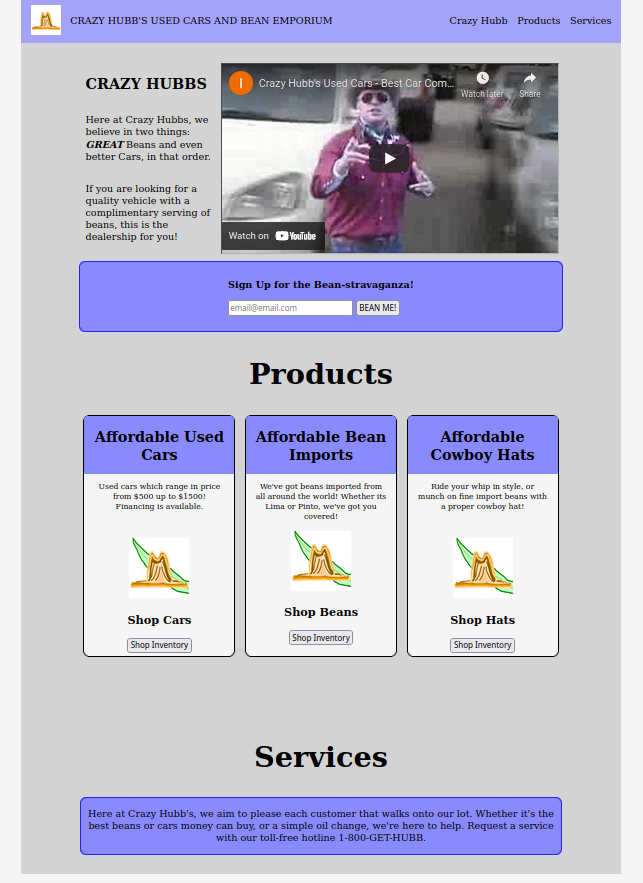 CRAZY HUBB'S USED CARS AND BEAN EMPORIUM
Crazy Hubb Products Services
CRAZY HUBBS
Here at Crazy Hubbs, we
believe in two things:
GREAT Beans and even
better Cars, in that order.
If you are looking for a
quality vehicle with a
complimentary serving of
beans, this is the
dealership for you!
I Crazy Hubb's Used Cars - Best Car Com...
Watch later Share
Watch on YouTube
Sign Up for the Bean-stravaganza!
email@email.com BEAN ME!
Products
Affordable Used
Cars
Used cars which range in price
from $500 up to $1500!
Financing is available.
Shop Cars
Shop Inventory
Affordable Bean
Imports
We've got beans imported from
all around the world! Whether its
Lima or Pinto, we've got you
covered!
Shop Beans
Shop Inventory
Affordable
Cowboy Hats
Ride your whip in style, or
munch on fine import beans with
a proper cowboy hat!
Shop Hats
Shop Inventory
Services
Here at Crazy Hubb's, we aim to please each customer that walks onto our lot. Whether it's the
best beans or cars money can buy, or a simple oil change, we're here to help. Request a service
with our toll-free hotline 1-800-GET-HUBB.